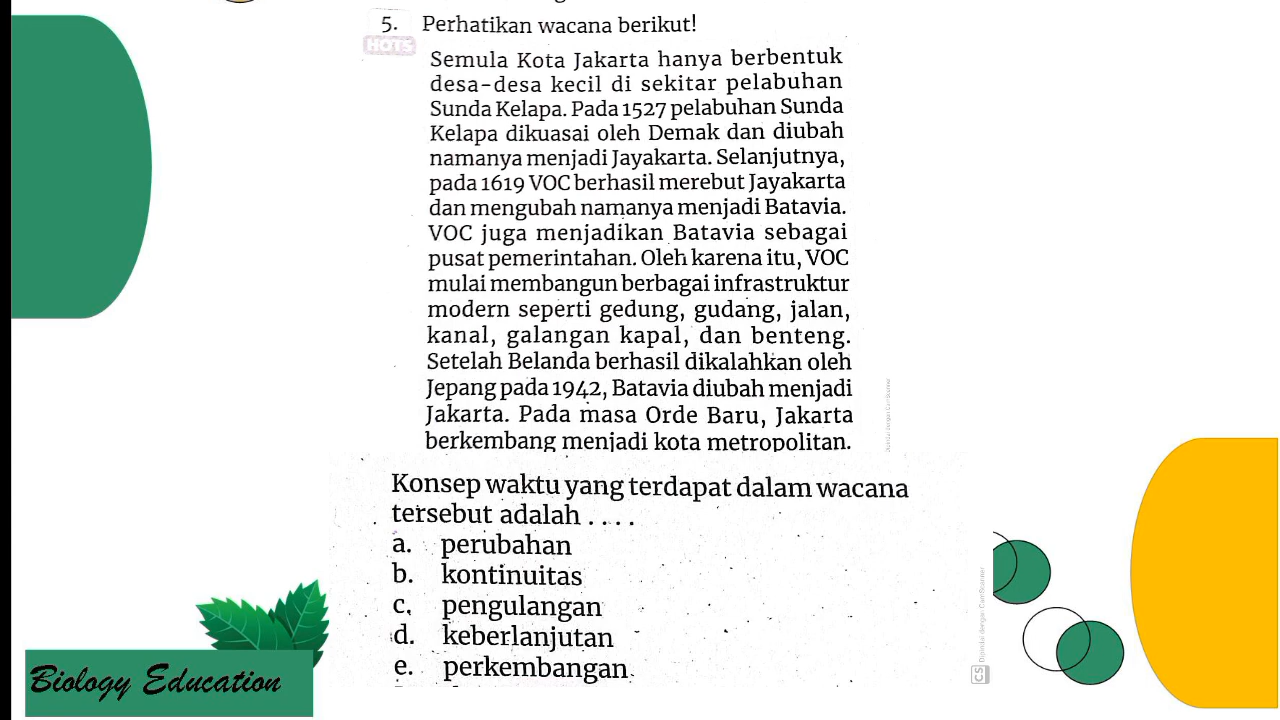 5. Perhatikan wacana berikut!
HOTS
Semula Kota Jakarta hanya berbentuk
desa-desa kecil di sekitar pelabuhan
Sunda Kelapa. Pada 1527 pelabuhan Sunda
Kelapa dikuasai oleh Demak dan diubah
namanya menjadi Jayakarta. Selanjutnya,
pada 1619 VOC berhasil merebut Jayakarta
dan mengubah namanya menjadi Batavia.
VOC juga menjadikan Batavia sebagai
pusat pemerintahan. Oleh karena itu, VOC
mulai membangun berbagai infrastruktur
modern seperti gedung, gudang, jalan,
kanal, galangan kapal, dan benteng.
Setelah Belanda berhasil dikalahkan oleh
Jepang pada 1942, Batavia diubah menjadi
Jakarta. Pada masa Orde Baru, Jakarta
berkembang menjadi kota metropolitan.
Konsep waktu yang terdapat dalam wacana
tersebut adalah . . . .
a. perubahan
b. kontinuitas
c. pengulangan
d. keberlanjutan
e. perkembangan
Biology Education
CS Dipindai dengan CamScanner